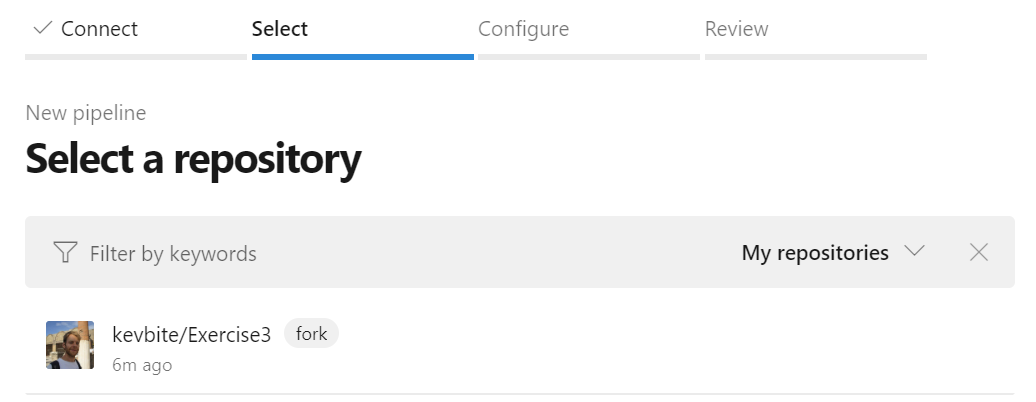 Connect Select Configure Review
New pipeline
Select a repository
Filter by keywords My repositories
kevbite/Exercise3 fork
6m ago